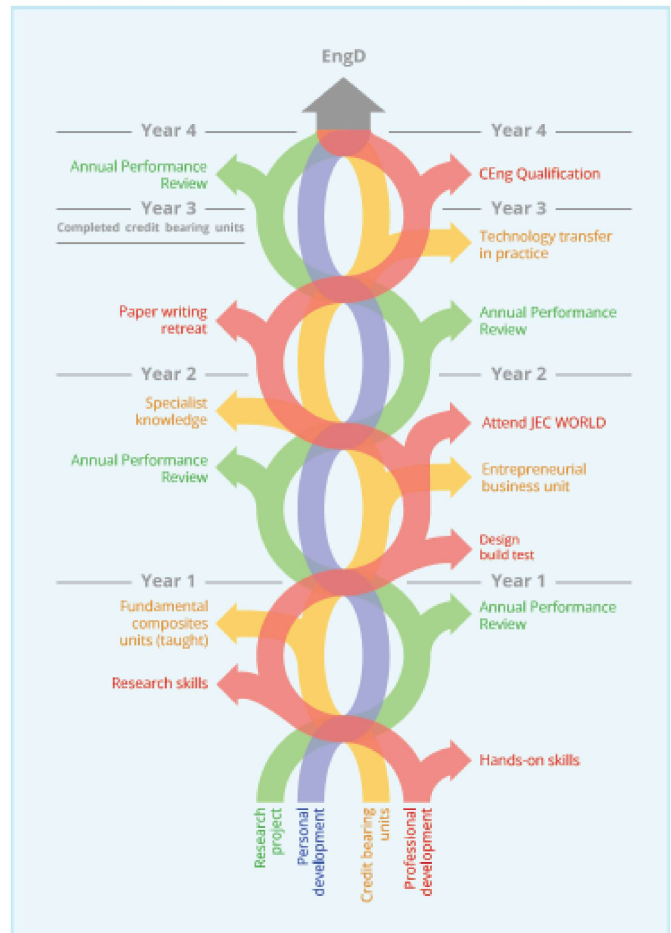 EngD
Year 4
Year 4
Annual Performance
Review
CEng Qualification
Year 3
Year 3
Completed credit bearing units
Technology transfer
in practice
Paper writing
retreat
Annual Performance
Review
Year 2
Year 2
Specialist
knowledge
Attend JEC WORLD
Annual Performance
Review
Entrepreneurial
business unit
Design
build test
Year 1
Year 1
Fundamental
composites
units (taught)
Annual Performance
Review
Research skills
Hands-on skills
Research
project
Personal
development
Credit bearing
units
Professional
development